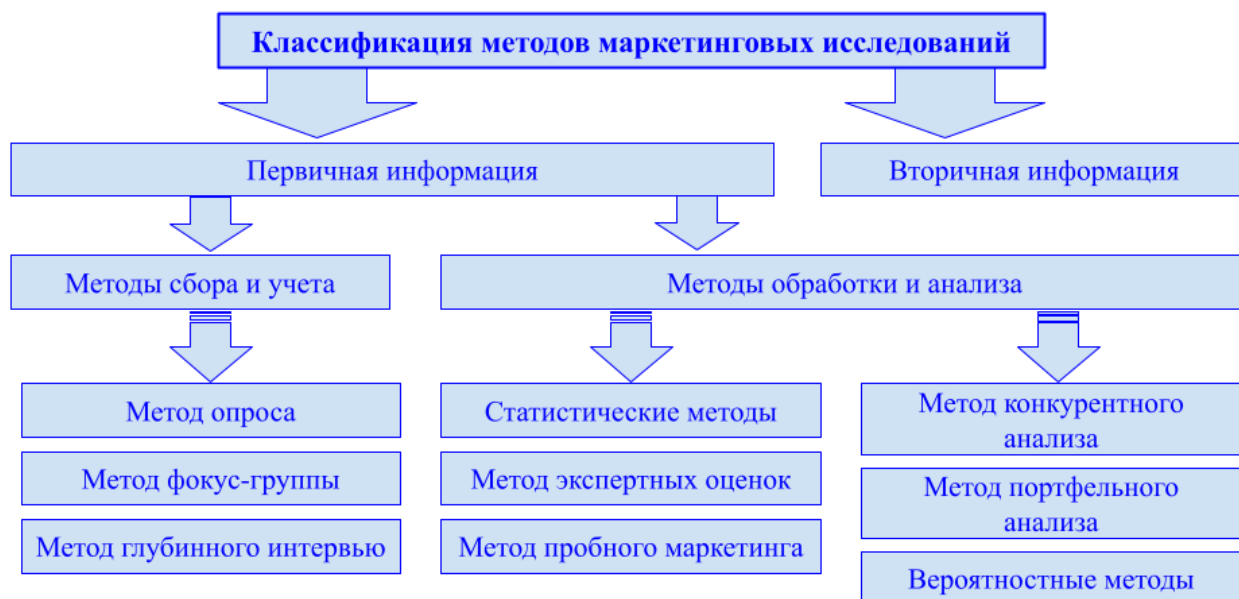 Классификация методов маркетинговых исследований
Первичная информация
Вторичная информация
Методы сбора и учета
Методы обработки и анализа
Метод опроса
Метод фокус-группы
Метод глубинного интервью
Статистические методы
Метод экспертных оценок
Метод пробного маркетинга
Метод конкурентного
анализа
Метод портфельного
анализа
Вероятностные методы